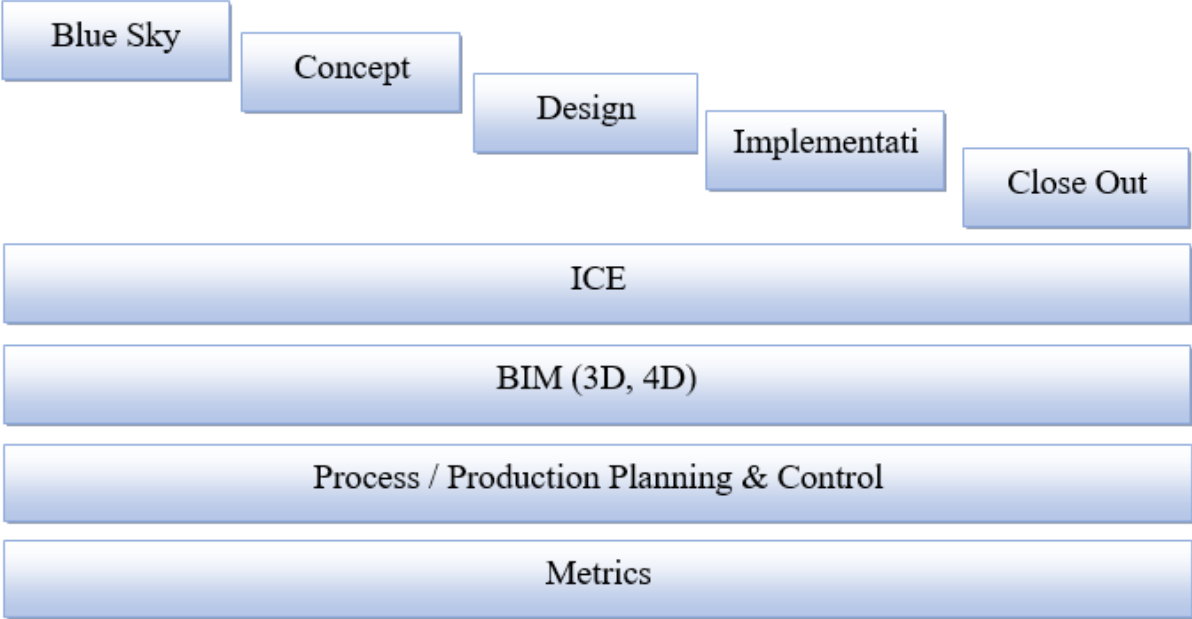 Blue Sky
Concept
Design
Implementati
Close Out
ICE
BIM (3D, 4D)
Process / Production Planning & Control
Metrics